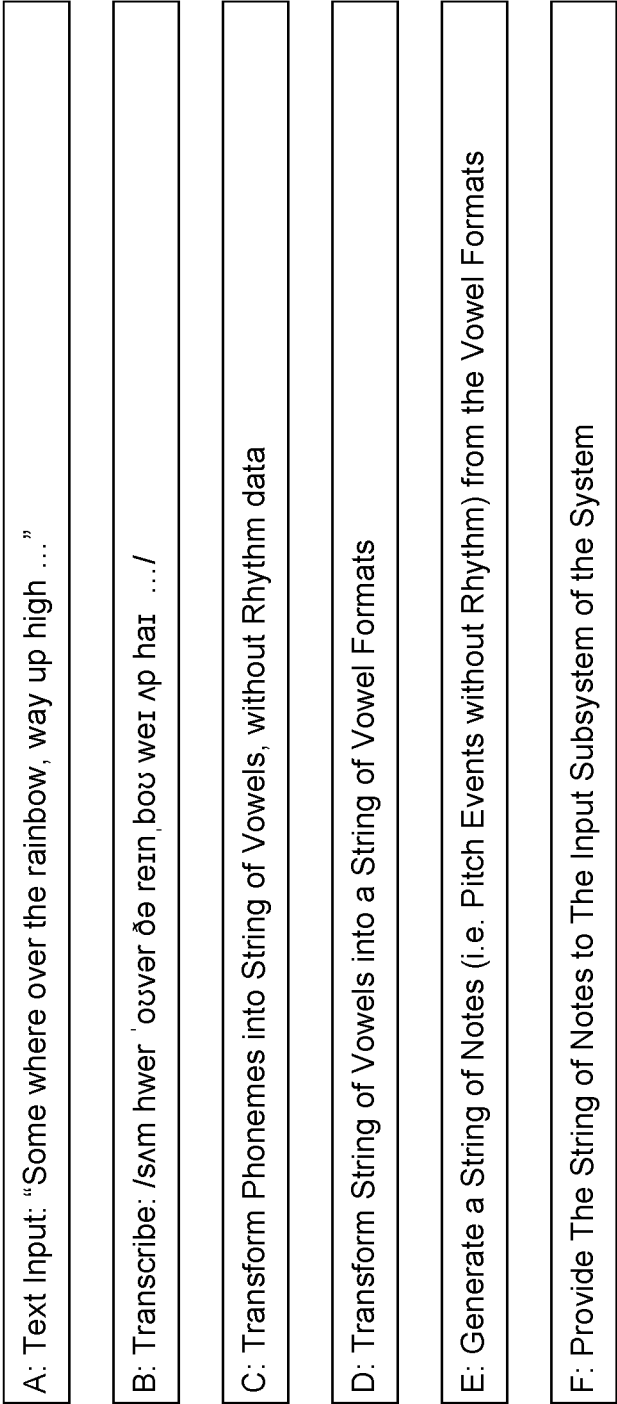 A: Text Input: “Some where over the rainbow, way up high …”
B: Transcribe: /sʌm hwer ˈoʊvər ðə reɪnˌboʊ weɪ ʌp haɪ …/
C: Transform Phonemes into String of Vowels, without Rhythm data
D: Transform String of Vowels into a String of Vowel Formats
E: Generate a String of Notes (i.e. Pitch Events without Rhythm) from the Vowel Formats
F: Provide The String of Notes to The Input Subsystem of the System